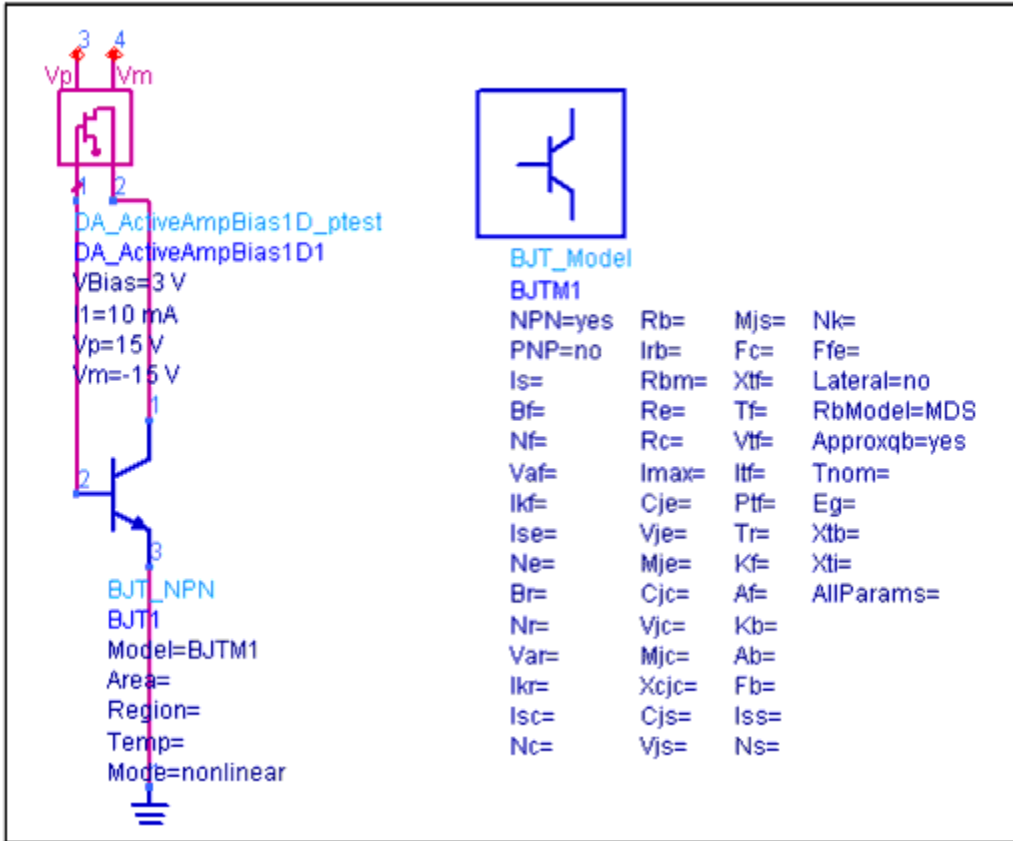 3 4
Vp Vm
1 2
DA_ActiveAmpBias1D_ptest
DA_ActiveAmpBias1D1
VBias=3 V
I1=10 mA
Vp=15 V
Vm=-15 V
1
2
3
BJT_NPN
BJT1
Model=BJTM1
Area=
Region=
Temp=
Mode=nonlinear
BJT_Model
BJTM1
NPN=yes Rb= Mjs= Nk=
PNP=no Irb= Fc= Ffe=
Is= Rbm= Xtf= Lateral=no
Bf= Re= Tf= RbModel=MDS
Nf= Rc= Vtf= Approxqb=yes
Vaf= Imax= Itf= Tnom=
Ikf= Cje= Ptf= Eg=
Ise= Vje= Tr= Xtb=
Ne= Mje= Kf= Xti=
Br= Cjc= Af= AllParams=
Nr= Vjc= Kb=
Var= Mjc= Ab=
Ikr= Xcjc= Fb=
Isc= Cjs= Iss=
Nc= Vjs= Ns=